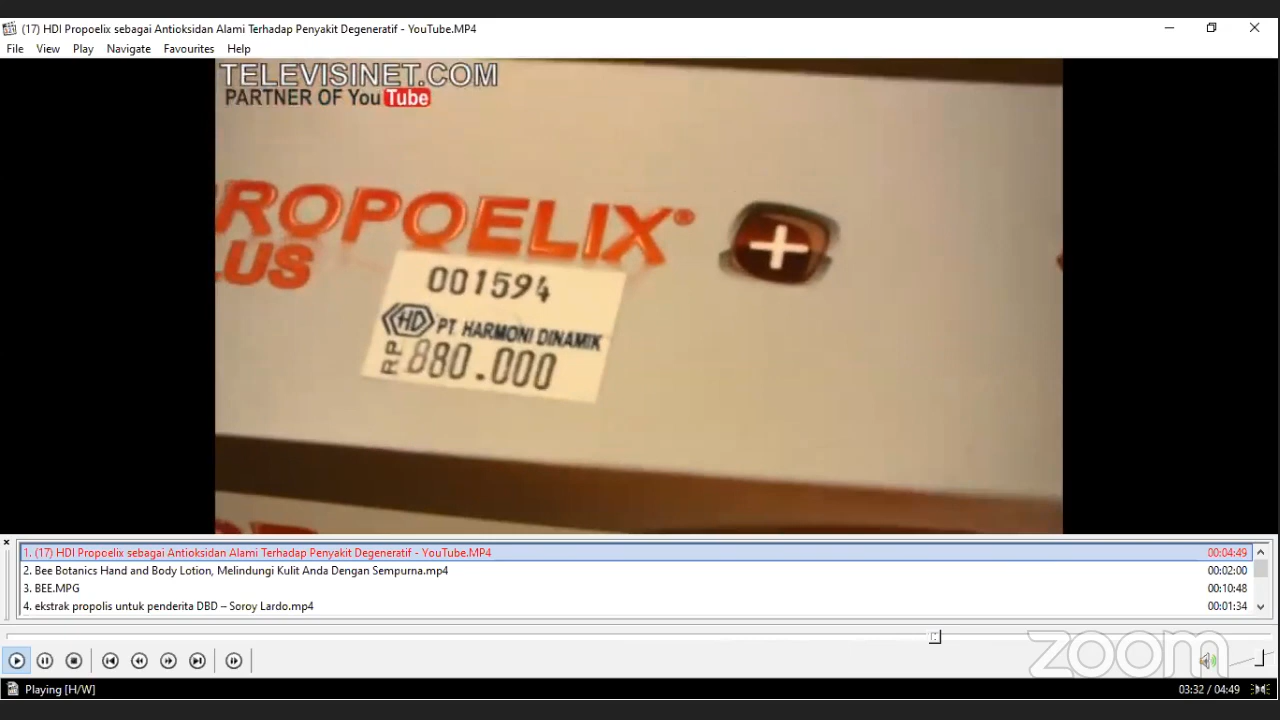 (17) HDI Propoelix sebagai Antioksidan Alami Terhadap Penyakit Degeneratif - YouTube.MP4
File View Play Navigate Favourites Help
TELEVISINET.COM
PARTNER OF YouTube
ROPOELIX®
LUS
001594
HD PT. HARMONI DINAMIK
RP 880.000
1. (17) HDI Propoelix sebagai Antioksidan Alami Terhadap Penyakit Degeneratif - YouTube.MP4 00:04:49
2. Bee Botanics Hand and Body Lotion, Melindungi Kulit Anda Dengan Sempurna.mp4 00:02:00
3. BEE.MPG 00:10:48
4. ekstrak propolis untuk penderita DBD – Soroy Lardo.mp4 00:01:34
zoom
Playing [H/W] 03:32 / 04:49